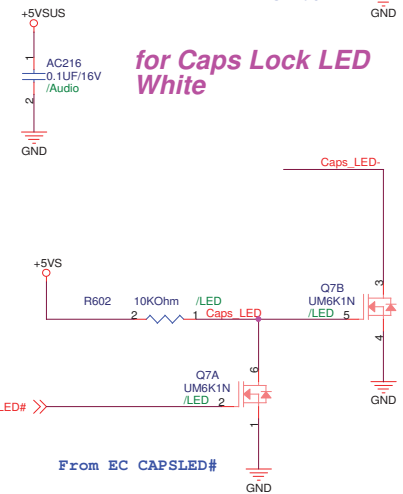 +5VSUS
GND
1
AC216
0.1UF/16V
/Audio
2
GND
for Caps Lock LED
White
Caps_LED-
+5VS
R602 10KOhm /LED
2 1 Caps_LED
Q7B
UM6K1N
/LED 5
3
4
GND
Q7A
UM6K1N
/LED 2
6
1
LED#
From EC CAPSLED#
GND